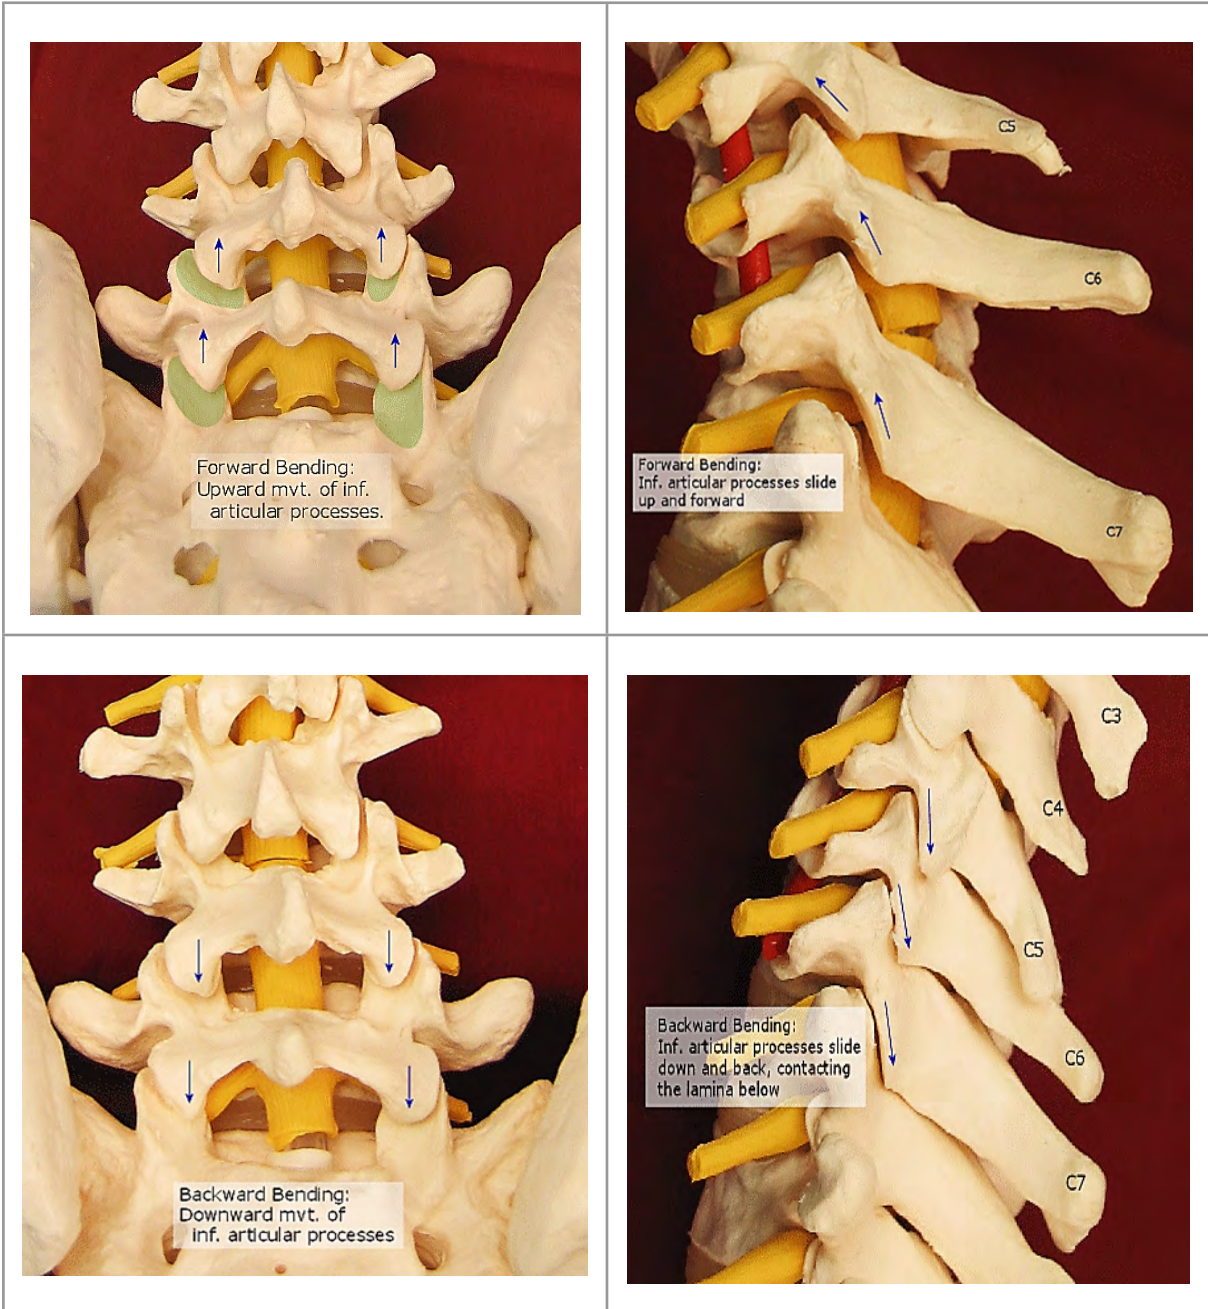 Forward Bending:
Upward mvt. of inf.
articular processes.
C5
C6
Forward Bending:
Inf. articular processes slide
up and forward
C7
Backward Bending:
Downward mvt. of
inf. articular processes
C3
C4
C5
Backward Bending:
Inf. articular processes slide
down and back, contacting
the lamina below
C6
C7